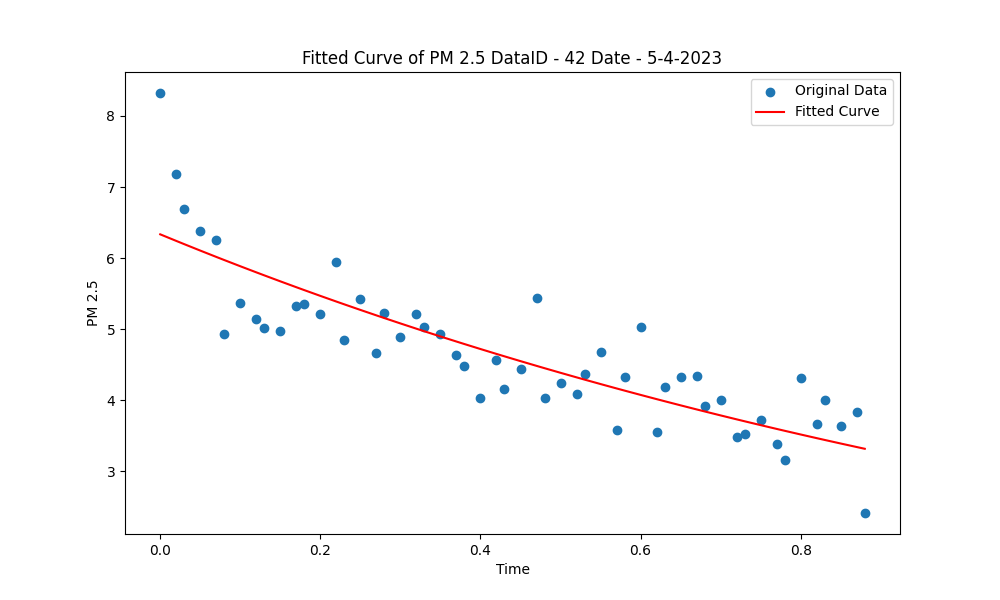 Fitted Curve of PM 2.5 DataID - 42 Date - 5-4-2023
Original Data
Fitted Curve
8
7
6
5
4
3
PM 2.5
0.0 0.2 0.4 0.6 0.8
Time